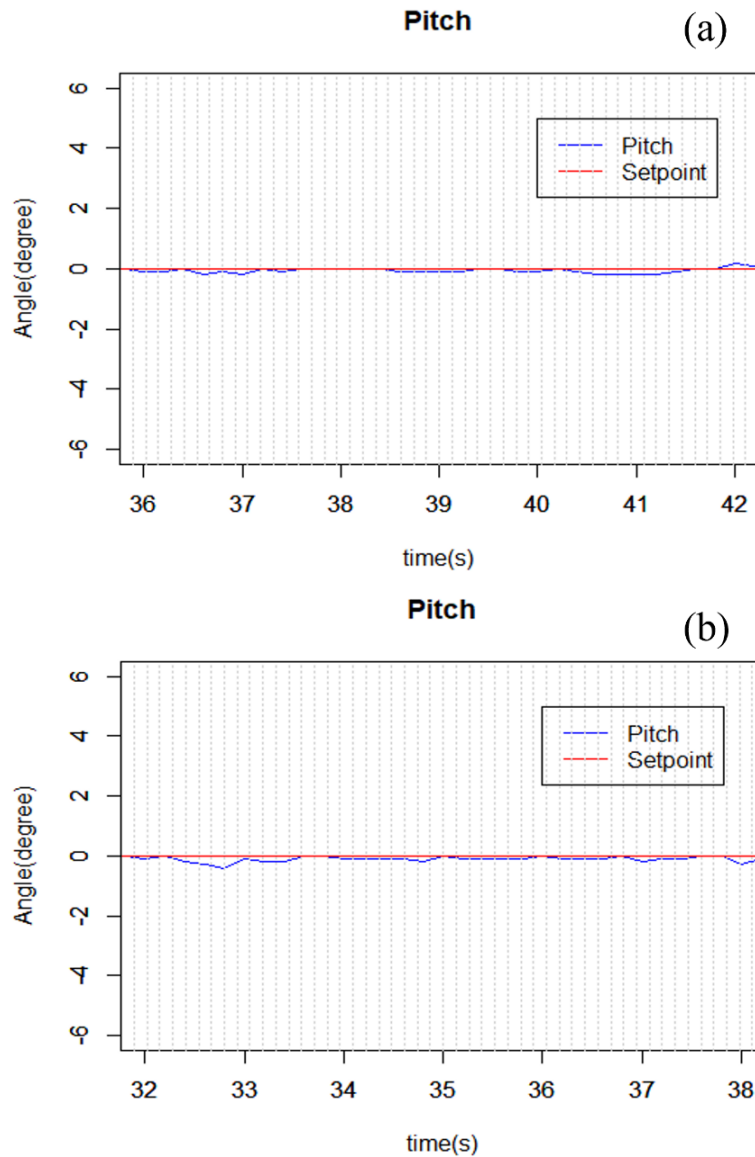 Pitch (a)
6
4
2
0
-2
-4
-6
Angle(degree)
Pitch
Setpoint
36 37 38 39 40 41 42
time(s)
Pitch (b)
6
4
2
0
-2
-4
-6
Angle(degree)
Pitch
Setpoint
32 33 34 35 36 37 38
time(s)